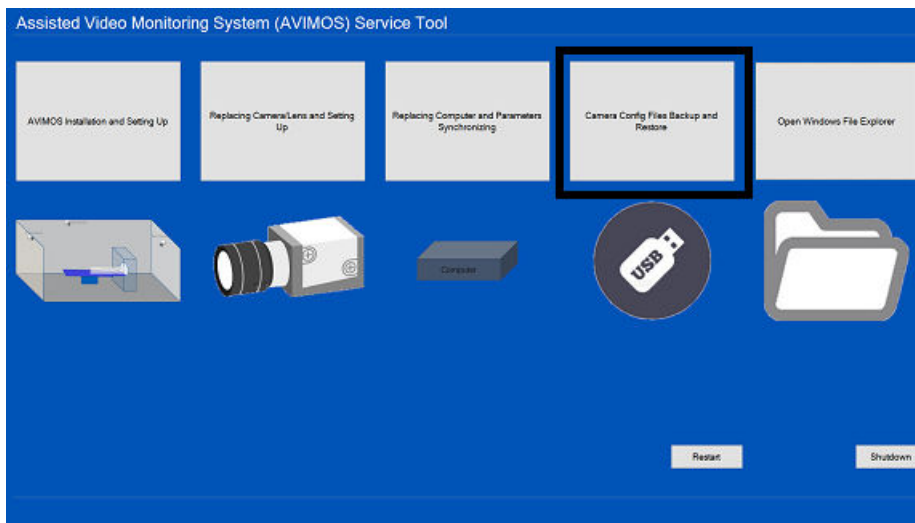 Assisted Video Monitoring System (AVIMOS) Service Tool
AVIMOS Installation and Setting Up
Replacing Camera/Lens and Setting
Up
Replacing Computer and Parameters
Synchronizing
Camera Config Files Backup and
Restore
Open Windows File Explorer
Computer
USB
Restart
Shutdown